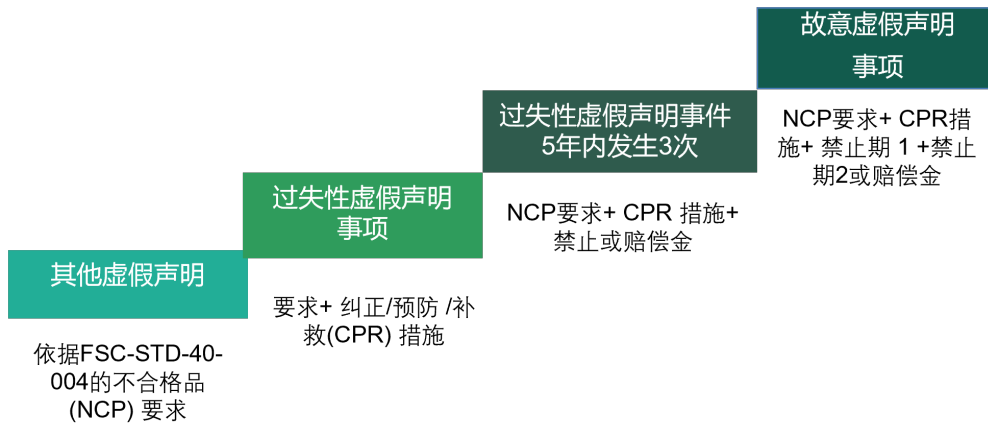 故意虚假声明
事项
NCP要求+ CPR措
施+ 禁止期 1 +禁止
期2或赔偿金
过失性虚假声明事件
5年内发生3次
NCP要求+ CPR 措施+
禁止或赔偿金
过失性虚假声明
事项
要求+ 纠正/预防 /补
救(CPR) 措施
其他虚假声明
依据FSC-STD-40-
004的不合格品
(NCP) 要求